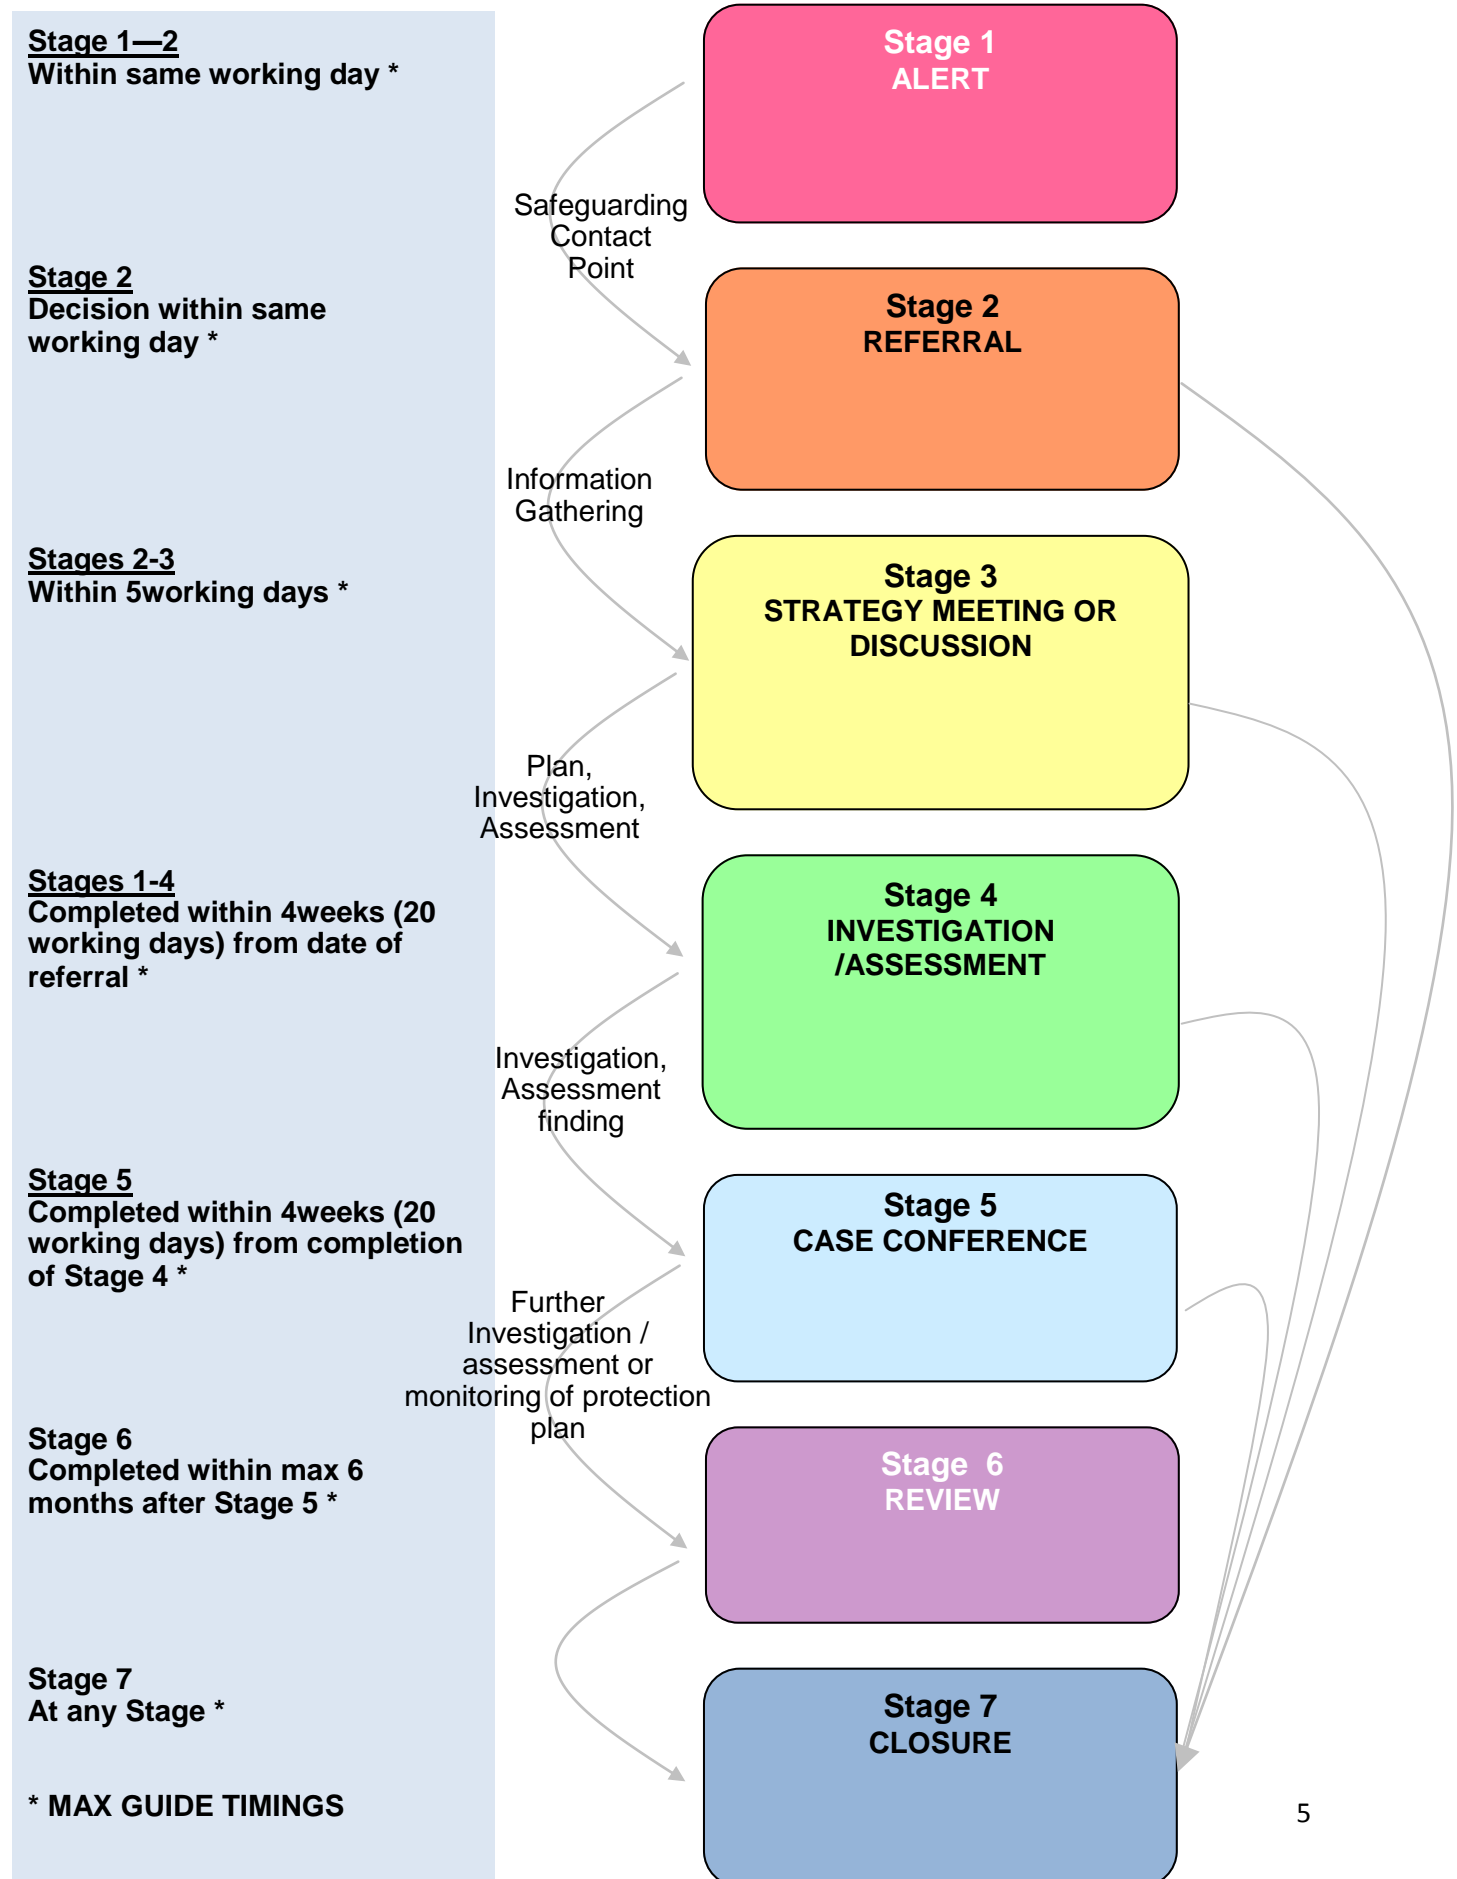 Stage 1—2
Within same working day *
Stage 1
ALERT
Safeguarding
Contact
Point
Stage 2
Decision within same
working day *
Stage 2
REFERRAL
Information
Gathering
Stages 2-3
Within 5working days *
Stage 3
STRATEGY MEETING OR
DISCUSSION
Plan,
Investigation,
Assessment
Stages 1-4
Completed within 4weeks (20
working days) from date of
referral *
Stage 4
INVESTIGATION
/ASSESSMENT
Investigation,
Assessment
finding
Stage 5
Completed within 4weeks (20
working days) from completion
of Stage 4 *
Stage 5
CASE CONFERENCE
Further
Investigation /
assessment or
monitoring of protection
plan
Stage 6
Completed within max 6
months after Stage 5 *
Stage  6
REVIEW
Stage 7
At any Stage *
Stage 7
CLOSURE
* MAX GUIDE TIMINGS
5